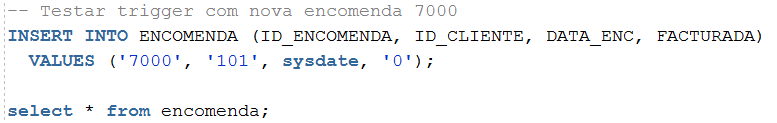 -- Testar trigger com nova encomenda 7000
INSERT INTO ENCOMENDA (ID_ENCOMENDA, ID_CLIENTE, DATA_ENC, FACTURADA)
VALUES ('7000', '101', sysdate, '0');
select * from encomenda;